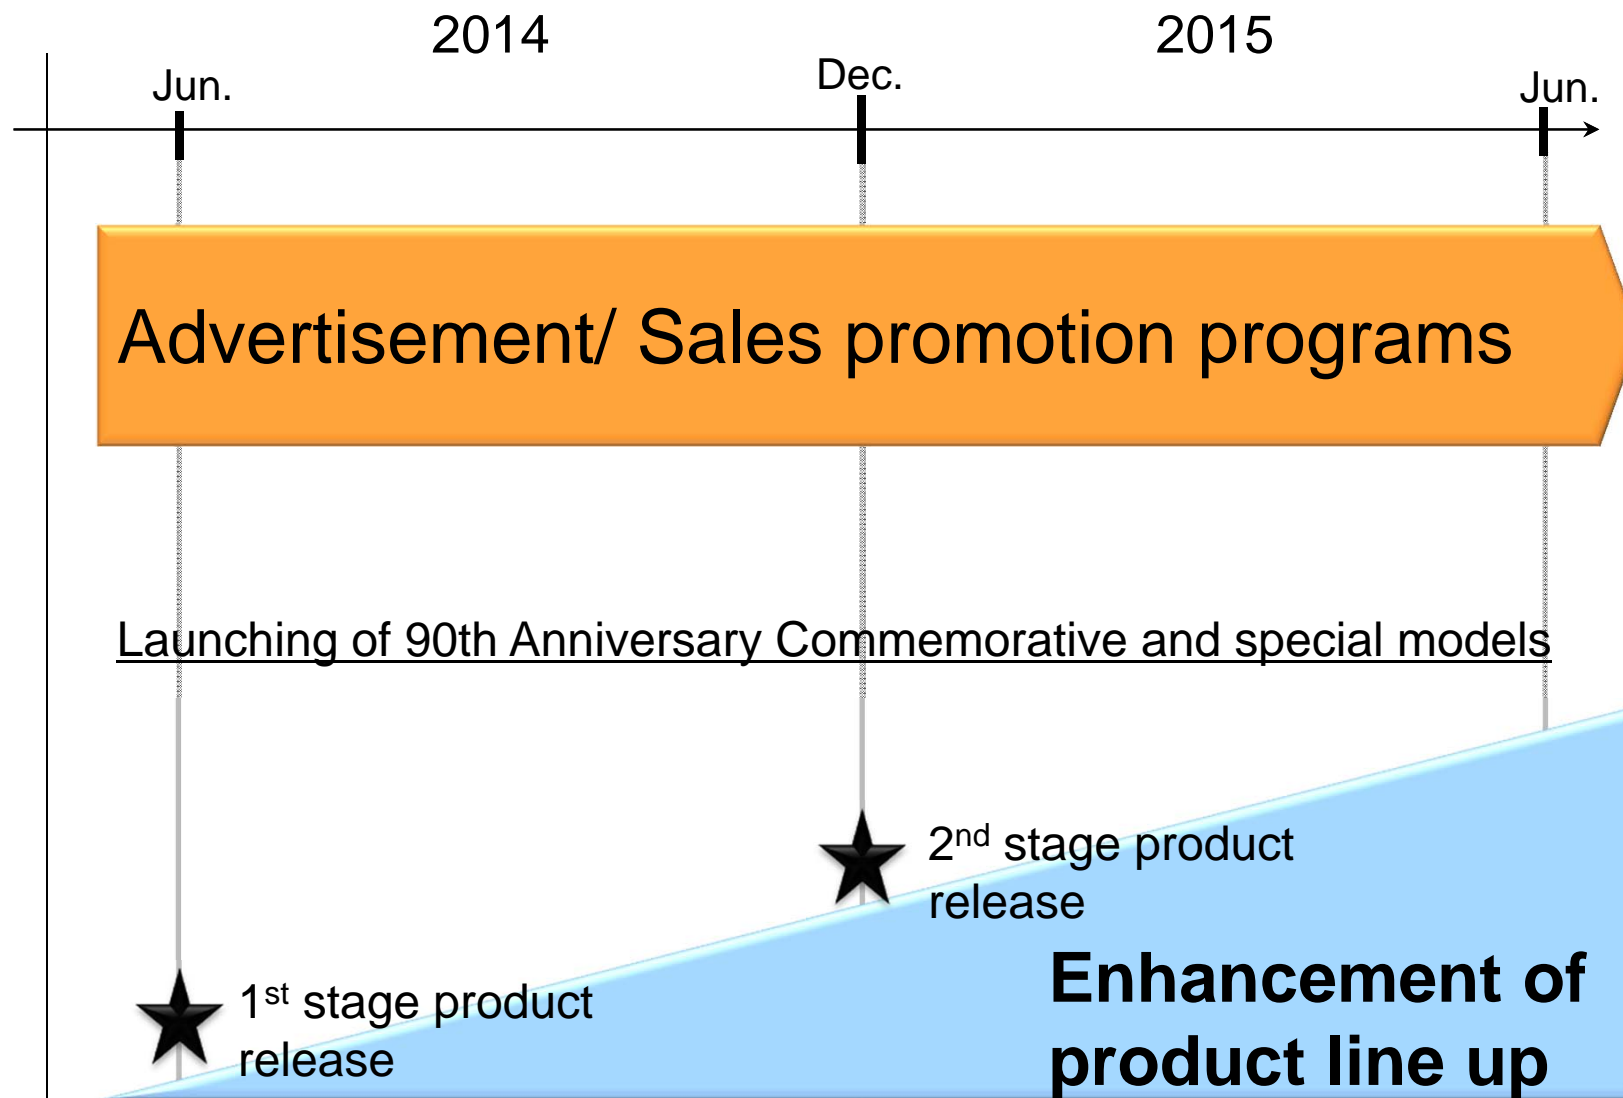 2014
2015
Jun.
Dec.
Jun.
Advertisement/ Sales promotion programs
Launching of 90th Anniversary Commemorative and special models
2nd stage product
release
1st stage product
release
Enhancement of
product line up